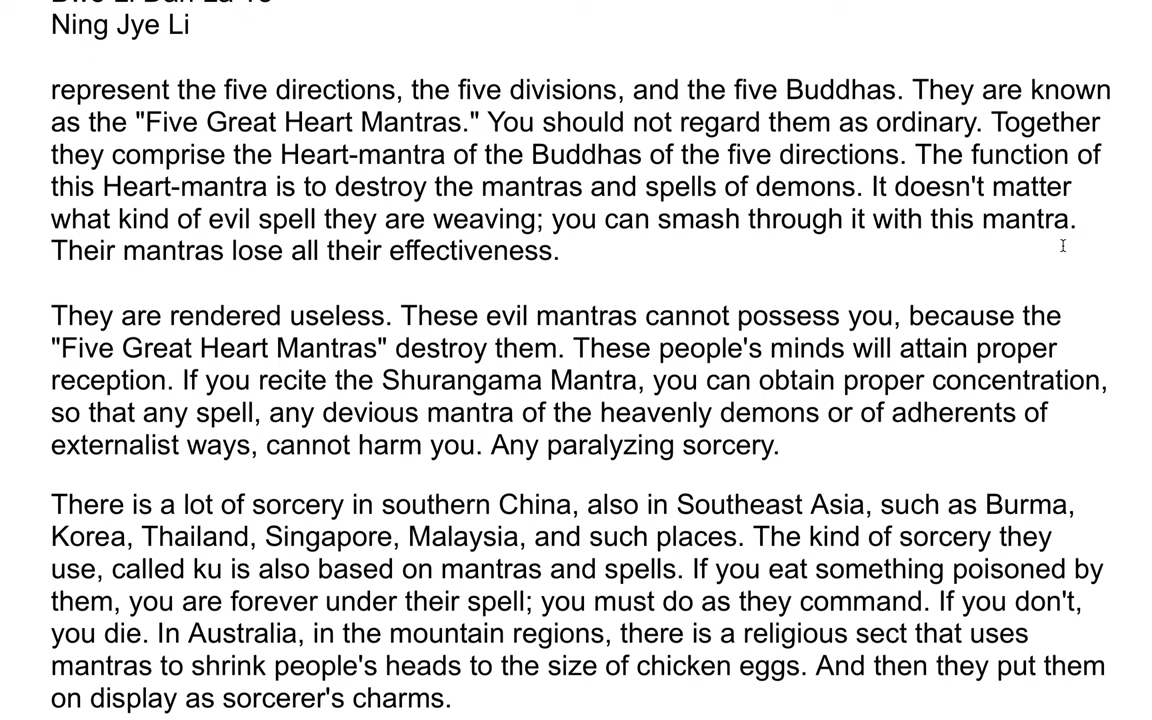 Ning Jye Li
represent the five directions, the five divisions, and the five Buddhas. They are known
as the "Five Great Heart Mantras." You should not regard them as ordinary. Together
they comprise the Heart-mantra of the Buddhas of the five directions. The function of
this Heart-mantra is to destroy the mantras and spells of demons. It doesn't matter
what kind of evil spell they are weaving; you can smash through it with this mantra.
Their mantras lose all their effectiveness.
They are rendered useless. These evil mantras cannot possess you, because the
"Five Great Heart Mantras" destroy them. These people's minds will attain proper
reception. If you recite the Shurangama Mantra, you can obtain proper concentration,
so that any spell, any devious mantra of the heavenly demons or of adherents of
externalist ways, cannot harm you. Any paralyzing sorcery.
There is a lot of sorcery in southern China, also in Southeast Asia, such as Burma,
Korea, Thailand, Singapore, Malaysia, and such places. The kind of sorcery they
use, called ku is also based on mantras and spells. If you eat something poisoned by
them, you are forever under their spell; you must do as they command. If you don't,
you die. In Australia, in the mountain regions, there is a religious sect that uses
mantras to shrink people's heads to the size of chicken eggs. And then they put them
on display as sorcerer's charms.